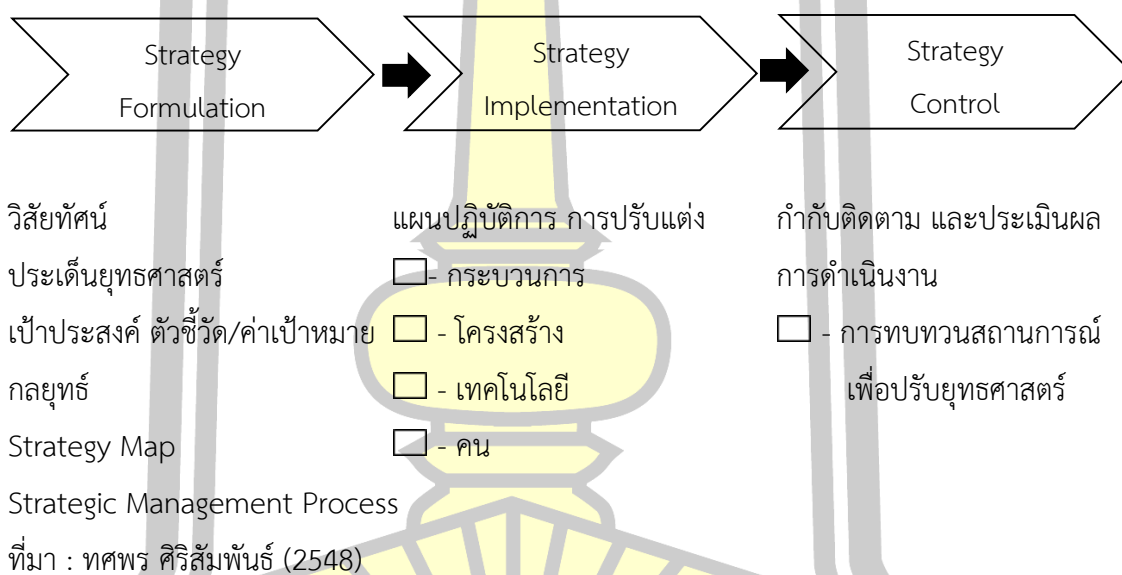 Strategy
Formulation
Strategy
Implementation
Strategy
Control
วิสัยทัศน์
ประเด็นยุทธศาสตร์
เป้าประสงค์ ตัวชี้วัด/ค่าเป้าหมาย
กลยุทธ์
Strategy Map
Strategic Management Process
ที่มา : ทศพร ศิริสัมพันธ์ (2548)
แผนปฏิบัติการ การปรับแต่ง
- กระบวนการ
- โครงสร้าง
- เทคโนโลยี
- คน
กำกับติดตาม และประเมินผล
การดำเนินงาน
- การทบทวนสถานการณ์
เพื่อปรับยุทธศาสตร์